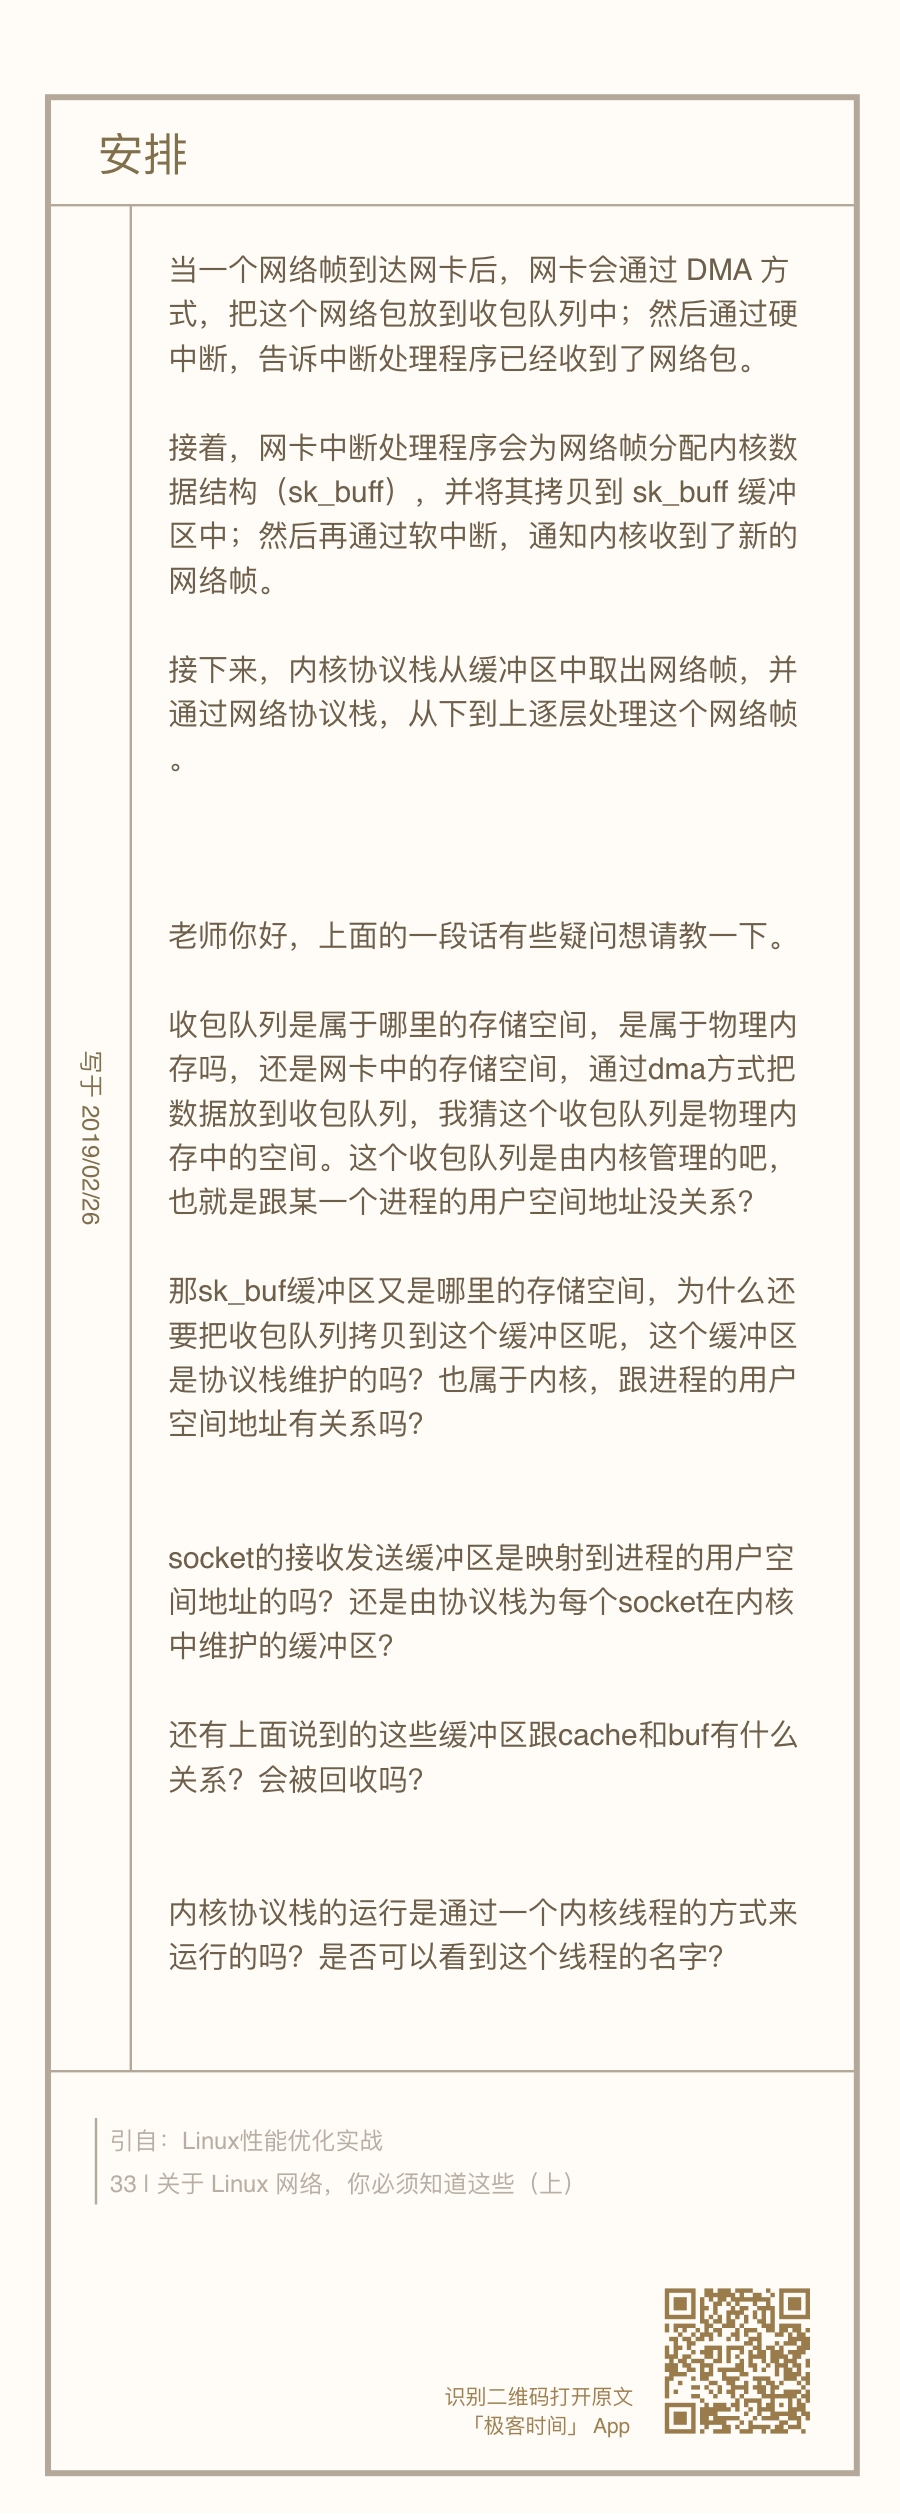 安排
当一个网络帧到达网卡后，网卡会通过 DMA 方
式，把这个网络包放到收包队列中；然后通过硬
中断，告诉中断处理程序已经收到了网络包。
接着，网卡中断处理程序会为网络帧分配内核数
据结构（sk_buff），并将其拷贝到 sk_buff 缓冲
区中；然后再通过软中断，通知内核收到了新的
网络帧。
接下来，内核协议栈从缓冲区中取出网络帧，并
通过网络协议栈，从下到上逐层处理这个网络帧
。
老师你好，上面的一段话有些疑问想请教一下。
收包队列是属于哪里的存储空间，是属于物理内
存吗，还是网卡中的存储空间，通过dma方式把
数据放到收包队列，我猜这个收包队列是物理内
存中的空间。这个收包队列是由内核管理的吧，
也就是跟某一个进程的用户空间地址没关系？
那sk_buf缓冲区又是哪里的存储空间，为什么还
要把收包队列拷贝到这个缓冲区呢，这个缓冲区
是协议栈维护的吗？也属于内核，跟进程的用户
空间地址有关系吗？
socket的接收发送缓冲区是映射到进程的用户空
间地址的吗？还是由协议栈为每个socket在内核
中维护的缓冲区？
还有上面说到的这些缓冲区跟cache和buf有什么
关系？会被回收吗？
内核协议栈的运行是通过一个内核线程的方式来
运行的吗？是否可以看到这个线程的名字？
写于 2019/02/26
引自：Linux性能优化实战
33 | 关于 Linux 网络，你必须知道这些（上）
识别二维码打开原文
「极客时间」 App